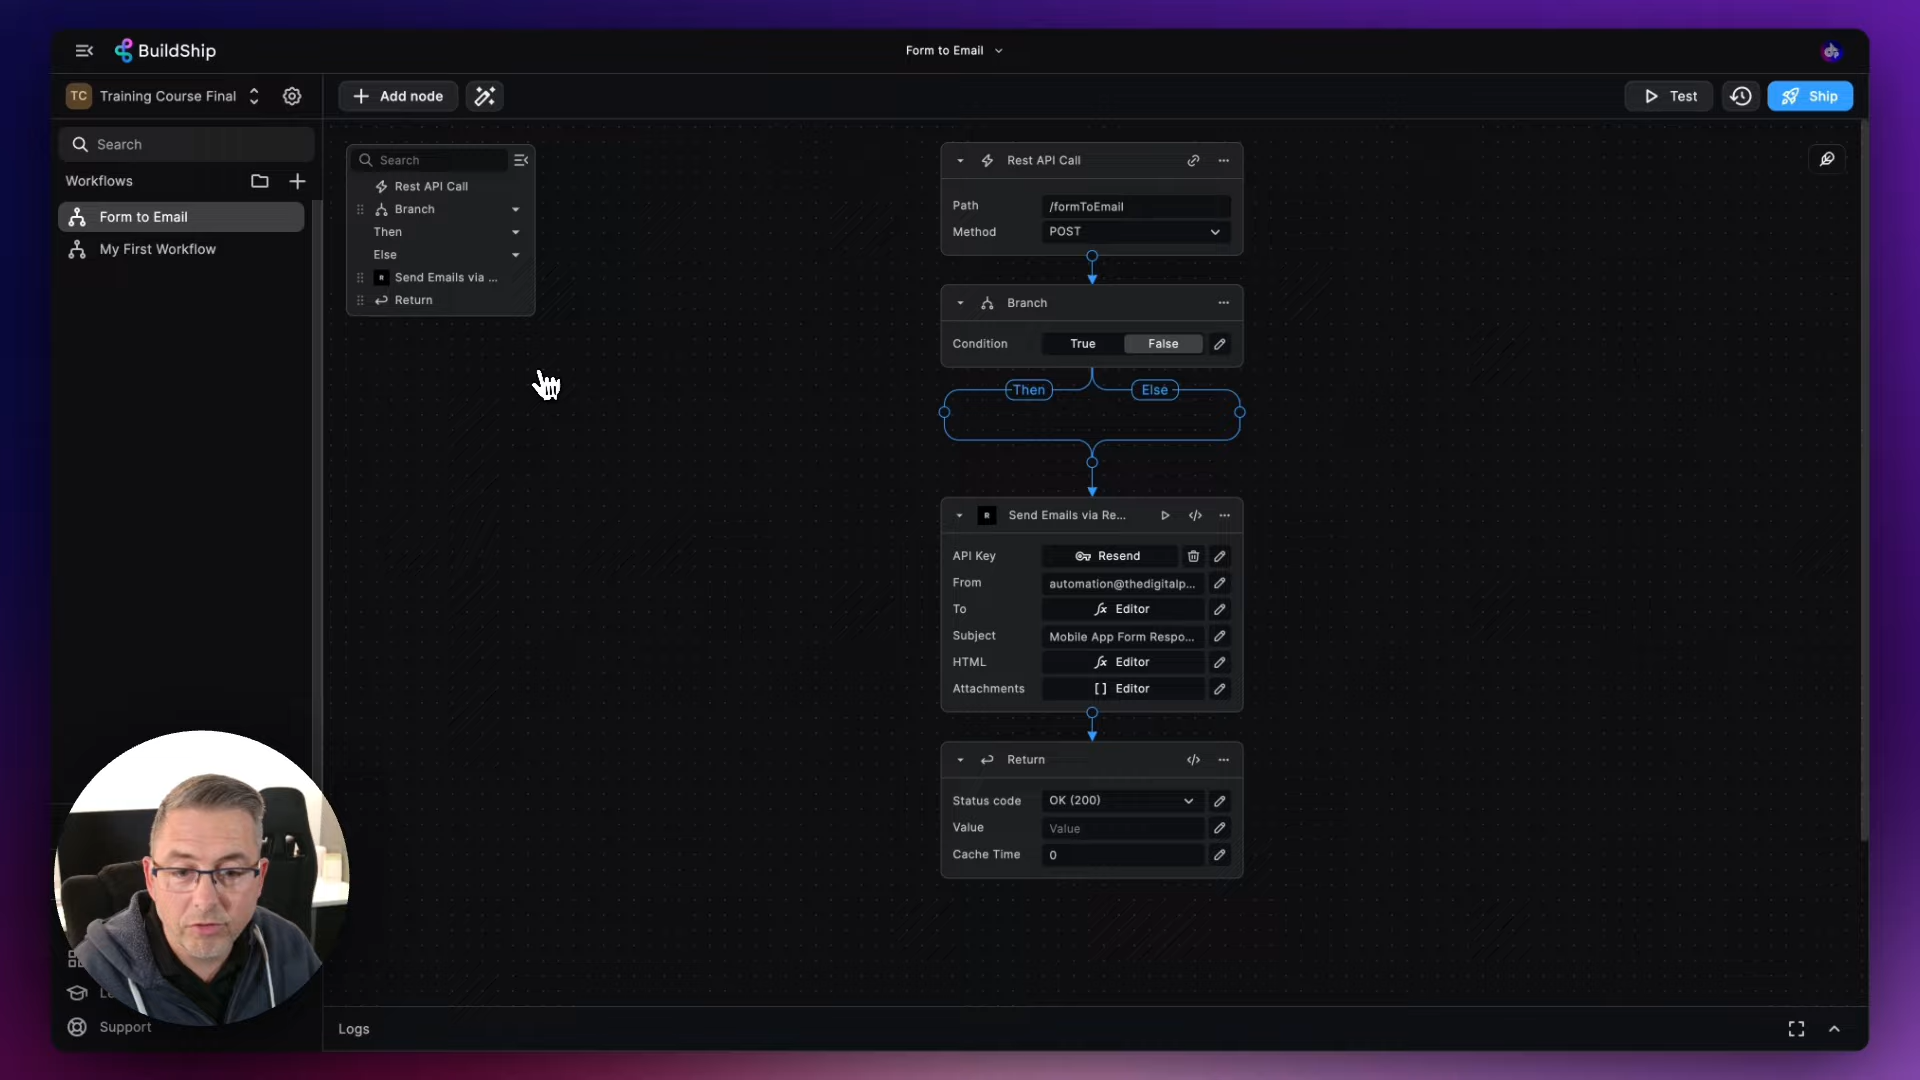 BuildShip
Form to Email
TC Training Course Final
Add node
Test
Ship
Search
Workflows
Form to Email
My First Workflow
Support
Search
Rest API Call
Branch
Then
Else
Send Emails via ...
Return
Rest API Call
Path /formToEmail
Method POST
Branch
Condition True False
Then Else
R Send Emails via Re...
API Key Resend
From automation@thedigitalp...
To fx Editor
Subject Mobile App Form Respo...
HTML fx Editor
Attachments [ ] Editor
Return
Status code OK (200)
Value Value
Cache Time 0
Logs